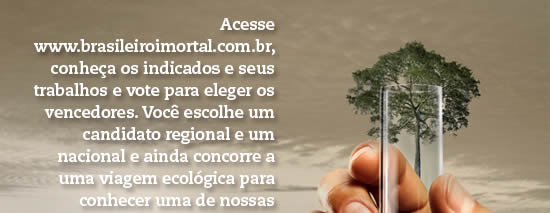 Acesse
www.brasileiroimortal.com.br,
conheça os indicados e seus
trabalhos e vote para eleger os
vencedores. Você escolhe um
candidato regional e um
nacional e ainda concorre a
uma viagem ecológica para
conhecer uma de nossas